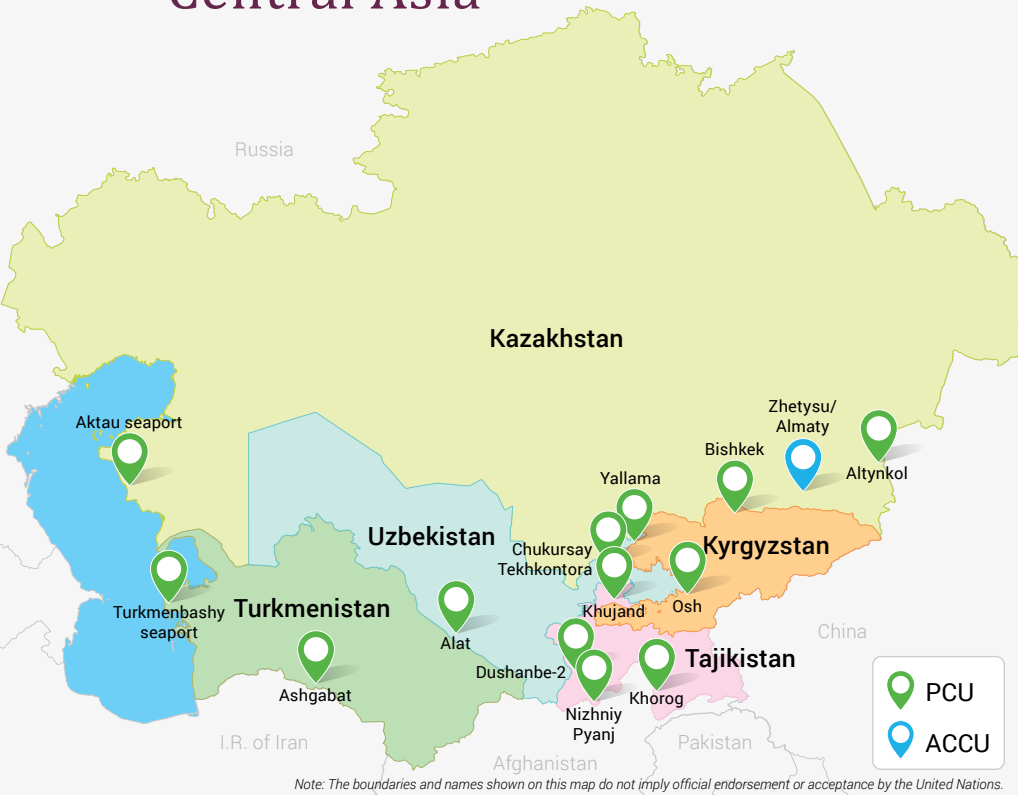 Central Asia
Russia
Kazakhstan
Aktau seaport
Zhetysu/
Almaty
Bishkek
Altynkol
Yallama
Uzbekistan
Chukursay
Tekhkontora
Kyrgyzstan
Turkmenbashy
seaport
Turkmenistan
Khujand
Osh
Alat
China
Dushanbe-2
Tajikistan
Ashgabat
Khorog
Nizhniy
Pyanj
I.R. of Iran
Afghanistan
Pakistan
PCU
ACCU
Note: The boundaries and names shown on this map do not imply official endorsement or acceptance by the United Nations.